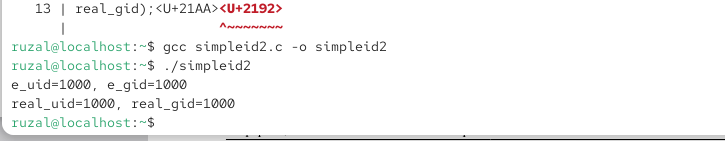 13 | real_gid);<U+21AA><U+2192>
| ^~~~~~~~
ruzal@localhost:~$ gcc simpleid2.c -o simpleid2
ruzal@localhost:~$ ./simpleid2
e_uid=1000, e_gid=1000
real_uid=1000, real_gid=1000
ruzal@localhost:~$